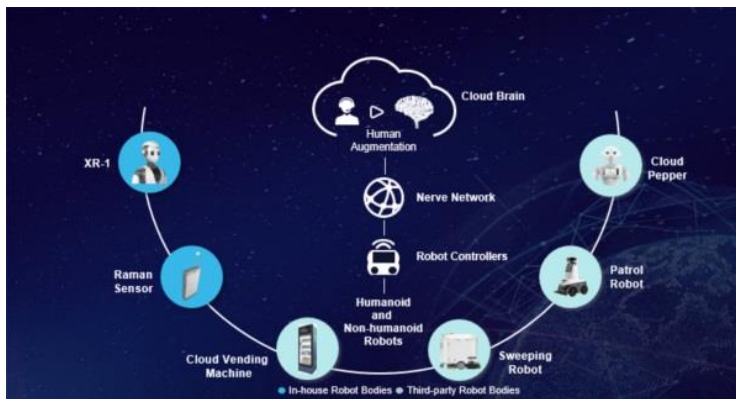 Cloud Brain
Human
Augmentation
XR-1
Cloud
Pepper
Nerve Network
Robot Controllers
Raman
Sensor
Patrol
Robot
Humanoid
and
Non-humanoid
Robots
Cloud Vending
Machine
Sweeping
Robot
In-house Robot Bodies Third-party Robot Bodies